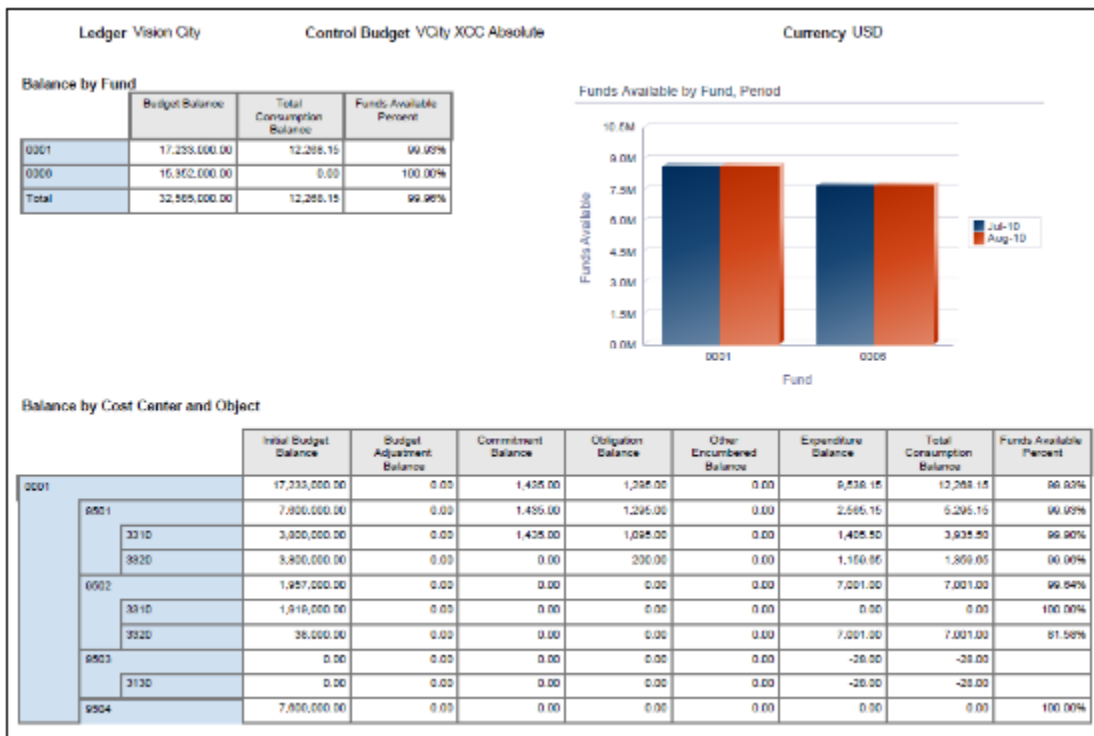 Ledger Vision City Control Budget VCity XCC Absolute Currency USD
Balance by Fund
Budget Balance Total Consumption Balance Funds Available Percent
0001 17,233,000.00 12,268.15 99.93%
0006 15,352,000.00 0.00 100.00%
Total 32,585,000.00 12,268.15 99.96%
Funds Available by Fund, Period
10.5M
9.0M
7.5M
6.0M
4.5M
3.0M
1.5M
0.0M
Funds Available
0001 0006
Fund
Jul-10
Aug-10
Balance by Cost Center and Object
Initial Budget Balance Budget Adjustment Balance Commitment Balance Obligation Balance Other Encumbered Balance Expenditure Balance Total Consumption Balance Funds Available Percent
0001 17,233,000.00 0.00 1,435.00 1,295.00 0.00 9,538.15 12,268.15 99.93%
9501 7,600,000.00 0.00 1,435.00 1,295.00 0.00 2,565.15 5,295.15 99.93%
3310 3,800,000.00 0.00 1,435.00 1,095.00 0.00 1,405.50 3,935.50 99.90%
3320 3,800,000.00 0.00 0.00 200.00 0.00 1,159.65 1,359.65 99.96%
9502 1,957,000.00 0.00 0.00 0.00 0.00 7,001.00 7,001.00 99.64%
3310 1,919,000.00 0.00 0.00 0.00 0.00 0.00 0.00 100.00%
3320 38,000.00 0.00 0.00 0.00 0.00 7,001.00 7,001.00 81.58%
9503 0.00 0.00 0.00 0.00 0.00 -28.00 -28.00
3130 0.00 0.00 0.00 0.00 0.00 -28.00 -28.00
9504 7,600,000.00 0.00 0.00 0.00 0.00 0.00 0.00 100.00%